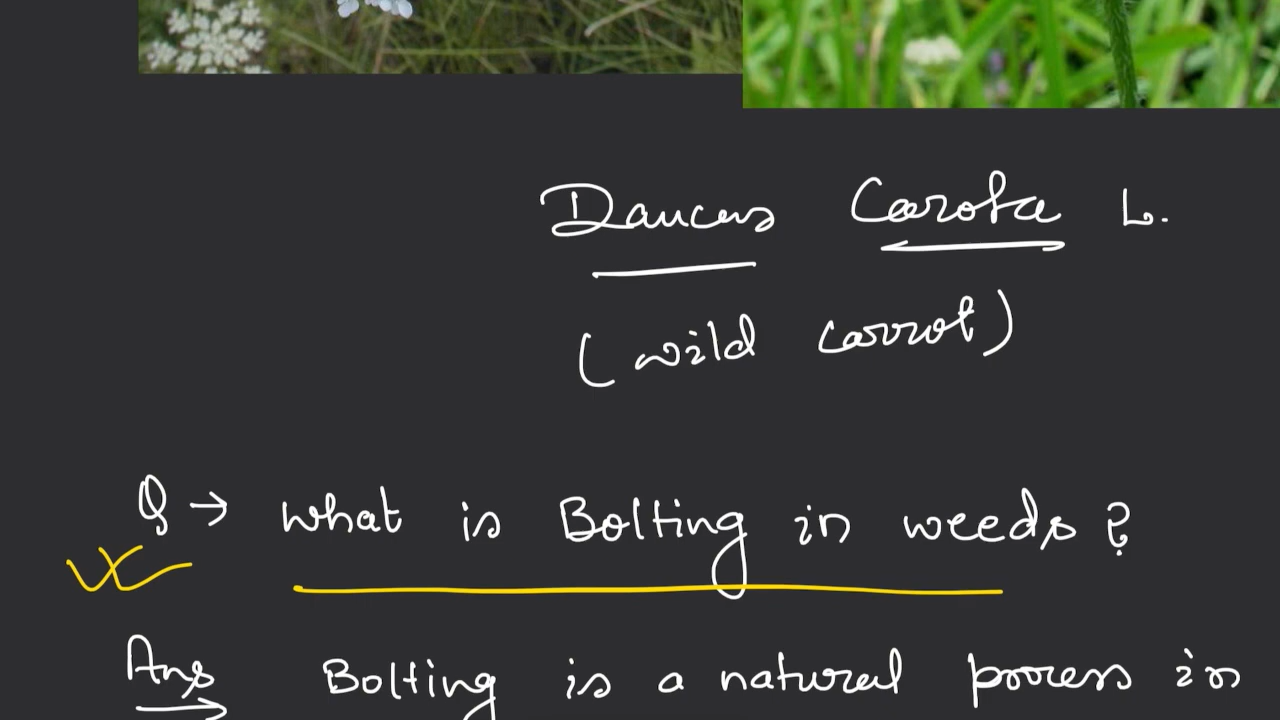 Daucus Carota L.
(wild carrot)
Q → What is Bolting in weeds?
Ans Bolting is a natural process in